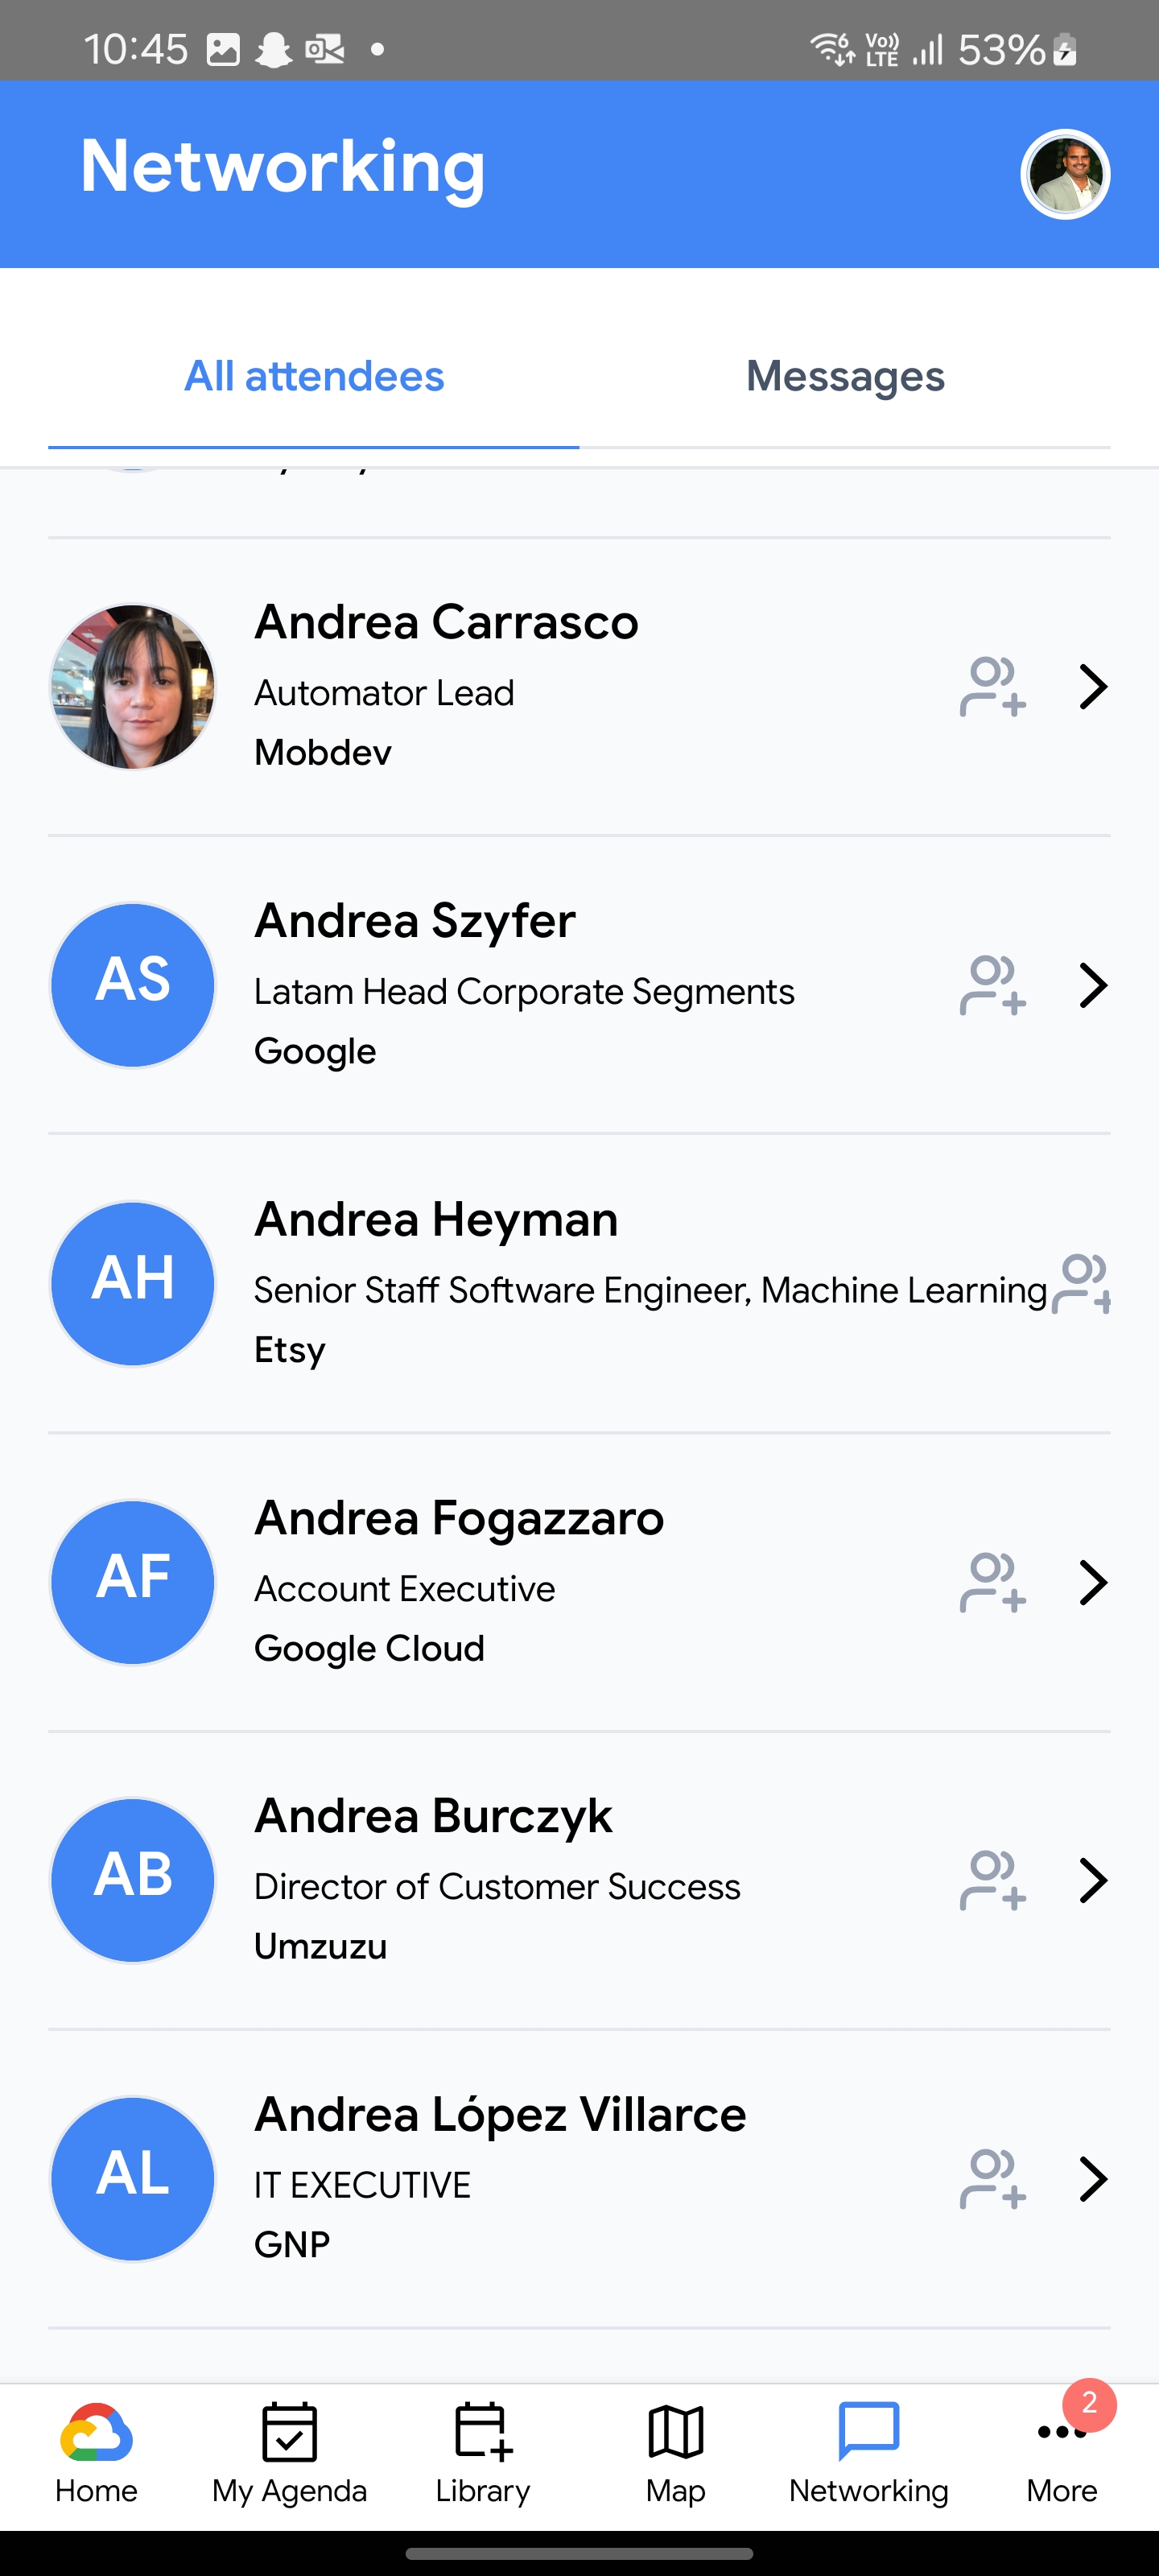 10:45
Vo)) LTE
53%
Networking
All attendees
Messages
Andrea Carrasco
Automator Lead
Mobdev
AS
Andrea Szyfer
Latam Head Corporate Segments
Google
AH
Andrea Heyman
Senior Staff Software Engineer, Machine Learning
Etsy
AF
Andrea Fogazzaro
Account Executive
Google Cloud
AB
Andrea Burczyk
Director of Customer Success
Umzuzu
AL
Andrea López Villarce
IT EXECUTIVE
GNP
2
Home
My Agenda
Library
Map
Networking
More